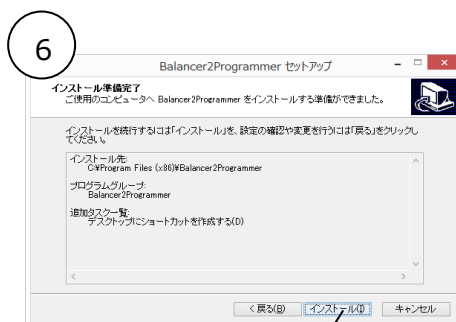 6
Balancer2Programmer セットアップ
インストール準備完了
ご使用のコンピュータへ Balancer2Programmer をインストールする準備ができました。
インストールを続行するには「インストール」を、設定の確認や変更を行うには「戻る」をクリックし
てください。
インストール先:
C:¥Program Files (x86)¥Balancer2Programmer
プログラムグループ:
Balancer2Programmer
追加タスク一覧:
デスクトップにショートカットを作成する(D)
< 戻る(B) インストール(I) キャンセル